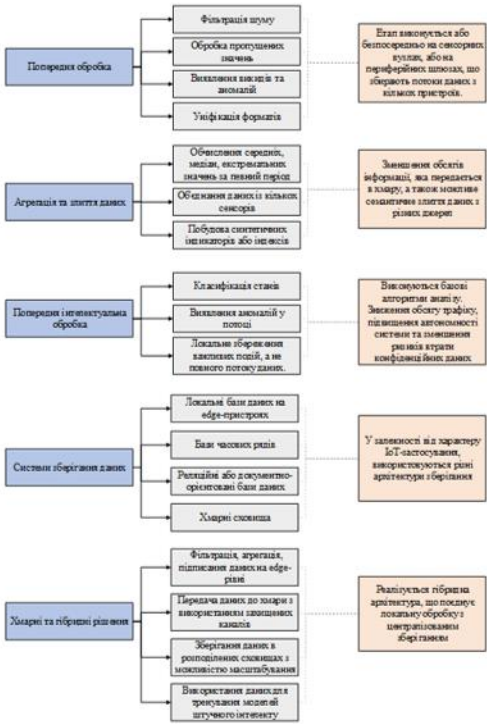 Попередня обробка
Фільтрація шуму
Обробка пропущених
значень
Виявлення викидів та
аномалій
Уніфікація форматів
Етап виконується або
безпосередньо на сенсорних
вузлах, або на
периферійних шлюзах, що
збирають потоки даних з
кількох пристроїв.
Агрегація та злиття даних
Обчислення середніх,
медіан, екстремальних
значень за певний період
Об'єднання даних із кількох
сенсорів
Побудова синтетичних
індикаторів або індексів
Зменшення обсягів
інформації, яка передається
в хмару, а також можливе
семантичне злиття даних з
різних джерел
Попередня інтелектуальна
обробка
Класифікація станів
Виявлення аномалій у
потоці
Локальне збереження
важливих подій, а не
повного потоку даних.
Виконуються базові
алгоритми аналізу.
Зниження обсягу трафіку,
підвищення автономності
системи та зменшення
ризиків втрати
конфіденційних даних
Системи зберігання даних
Локальні бази даних на
edge-пристроях
Бази часових рядів
Реляційні або документно-
орієнтовані бази даних
Хмарні сховища
У залежності від характеру
IoT-застосування,
використовуються різні
архітектури зберігання
Хмарні та гібридні рішення
Фільтрація, агрегація,
підписання даних на edge-
рівні
Передача даних до хмари з
використанням захищених
каналів
Зберігання даних в
розподілених сховищах з
можливістю масштабування
Використання даних для
тренування моделей
штучного інтелекту
Реалізується гібридна
архітектура, що поєднує
локальну обробку з
централізованим
зберіганням